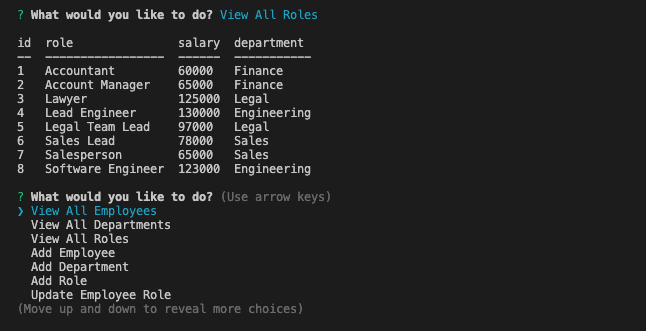 ? What would you like to do? View All Roles
id  role               salary  department
--  -----------------  ------  -----------
1   Accountant         60000   Finance
2   Account Manager    65000   Finance
3   Lawyer             125000  Legal
4   Lead Engineer      130000  Engineering
5   Legal Team Lead    97000   Legal
6   Sales Lead         78000   Sales
7   Salesperson        65000   Sales
8   Software Engineer  123000  Engineering
? What would you like to do? (Use arrow keys)
❯ View All Employees
  View All Departments
  View All Roles
  Add Employee
  Add Department
  Add Role
  Update Employee Role
(Move up and down to reveal more choices)